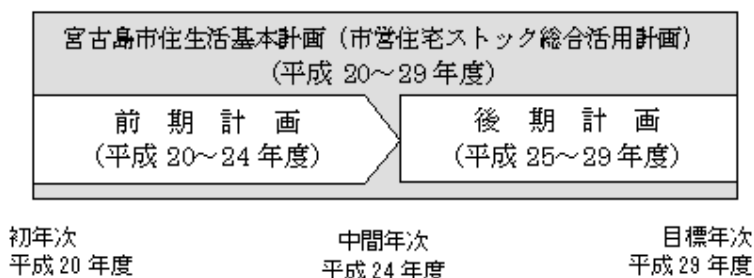 宮古島市住生活基本計画（市営住宅ストック総合活用計画）
（平成 20～29 年度）
前 期 計 画
（平成 20～24 年度）
後 期 計 画
（平成 25～29 年度）
初年次
平成 20 年度
中間年次
平成 24 年度
目標年次
平成 29 年度